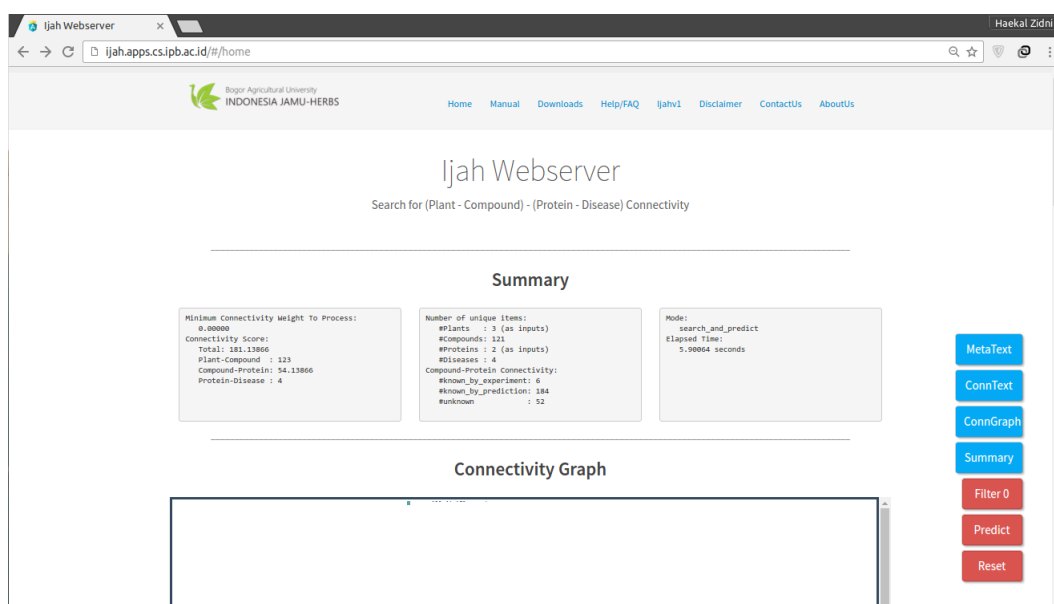 Ijah Webserver
Haekal Zidni
ijah.apps.cs.ipb.ac.id/#/home
Bogor Agricultural University
INDONESIA JAMU-HERBS
Home Manual Downloads Help/FAQ Ijahv1 Disclaimer ContactUs AboutUs
Ijah Webserver
Search for (Plant - Compound) - (Protein - Disease) Connectivity
Summary
Minimum Connectivity Weight To Process:
0.00000
Connectivity Score:
Total: 181.13866
Plant-Compound : 123
Compound-Protein: 54.13866
Protein-Disease : 4
Number of unique items:
#Plants : 3 (as inputs)
#Compounds: 121
#Proteins : 2 (as inputs)
#Diseases : 4
Compound-Protein Connectivity:
#known_by_experiment: 6
#known_by_prediction: 184
#unknown : 52
Mode:
search_and_predict
Elapsed Time:
5.90064 seconds
MetaText
ConnText
ConnGraph
Summary
Filter 0
Predict
Reset
Connectivity Graph